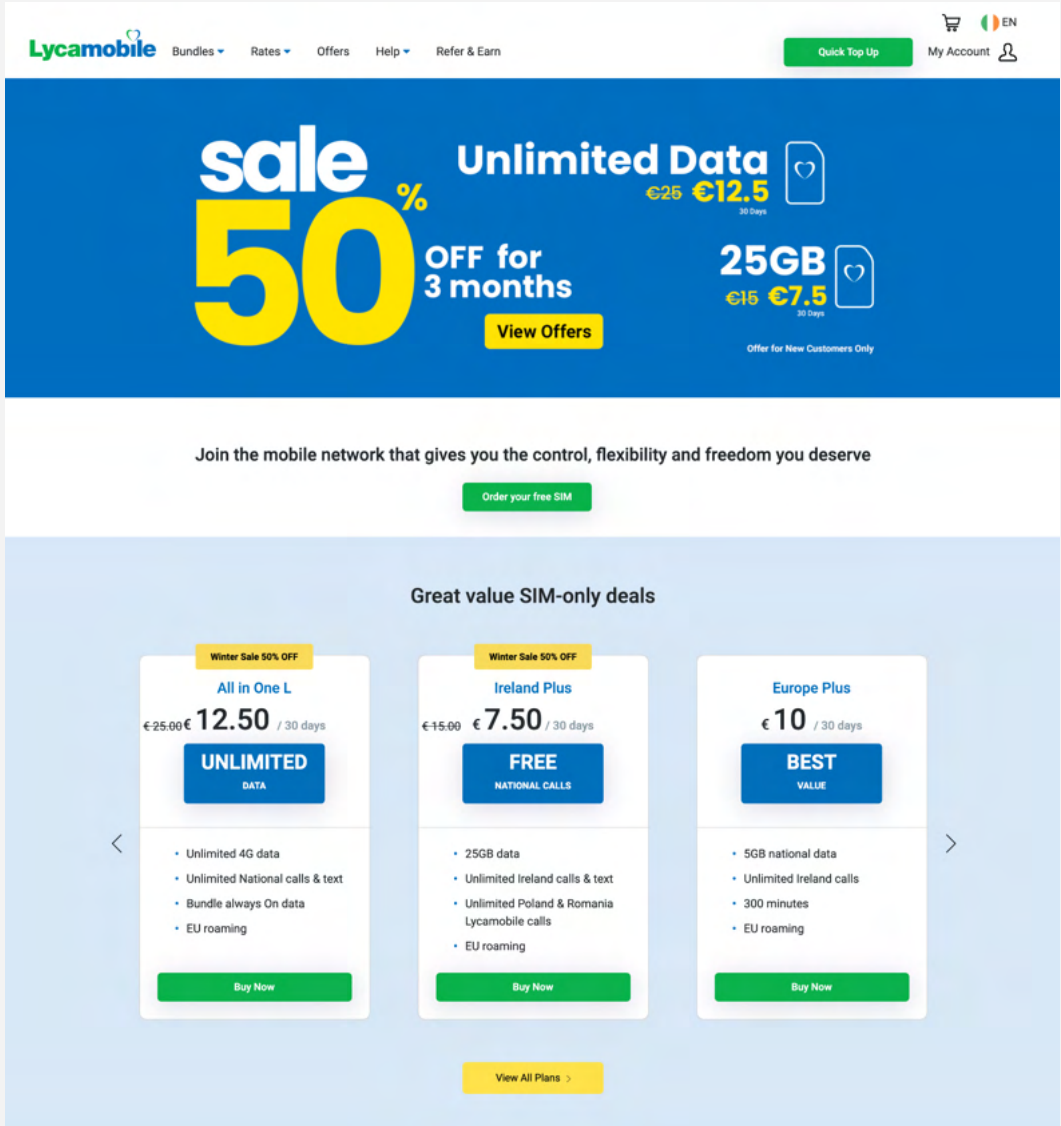 EN
Lycamobile
Bundles
Rates
Offers
Help
Refer & Earn
Quick Top Up
My Account
sale
50%
OFF for
3 months
View Offers
Unlimited Data
€25 €12.5
30 Days
25GB
€15 €7.5
30 Days
Offer for New Customers Only
Join the mobile network that gives you the control, flexibility and freedom you deserve
Order your free SIM
Great value SIM-only deals
Winter Sale 50% OFF
All in One L
€ 25.00 € 12.50 / 30 days
UNLIMITED
DATA
• Unlimited 4G data
• Unlimited National calls & text
• Bundle always On data
• EU roaming
Buy Now
Winter Sale 50% OFF
Ireland Plus
€ 15.00 € 7.50 / 30 days
FREE
NATIONAL CALLS
• 25GB data
• Unlimited Ireland calls & text
• Unlimited Poland & Romania
Lycamobile calls
• EU roaming
Buy Now
Europe Plus
€ 10 / 30 days
BEST
VALUE
• 5GB national data
• Unlimited Ireland calls
• 300 minutes
• EU roaming
Buy Now
View All Plans >